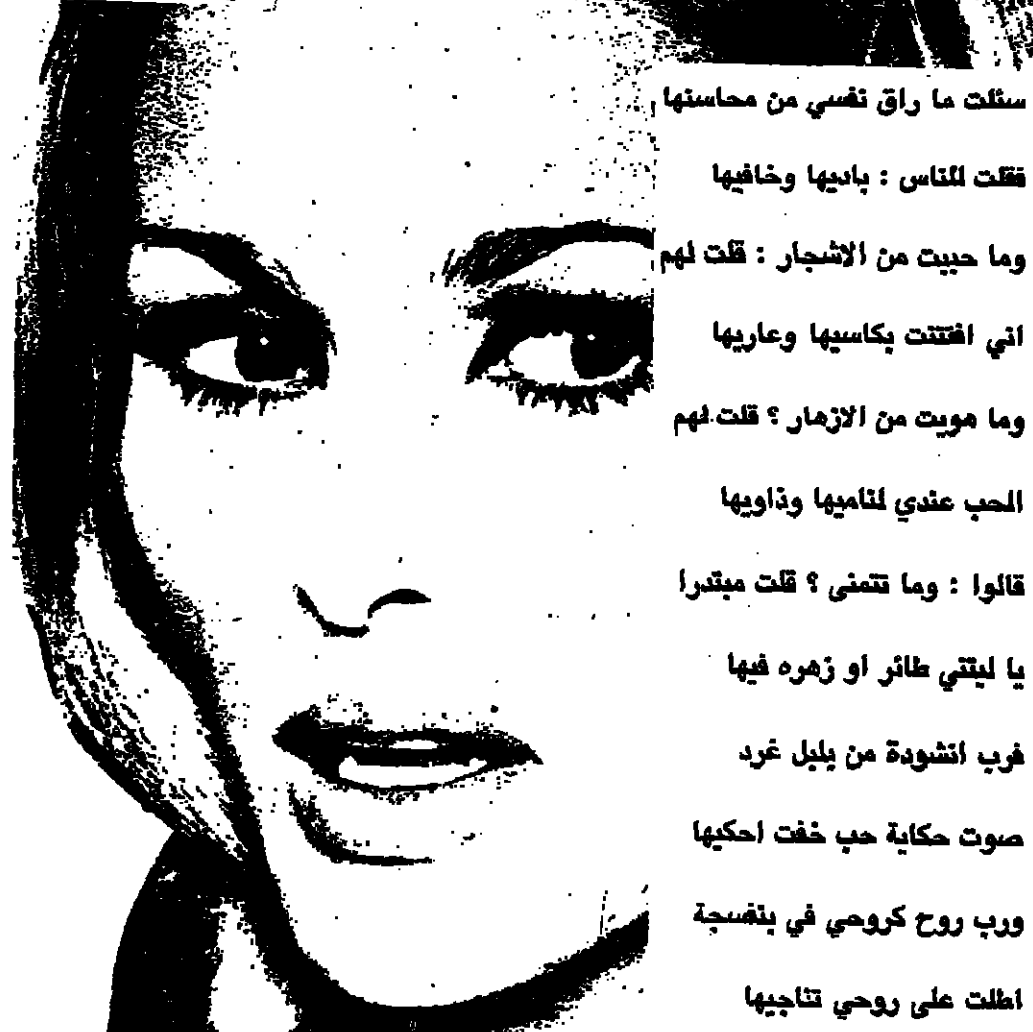 سئلت ما راق نفسي من محاسنها
فقلت للناس : باديها وخافيها
وما حببت من الاشجار : قلت لهم
اني افتتنت بكاسيها وعاريها
وما هويت من الازهار ؟ قلت لهم
الحب عندي لناميها وذاويها
قالوا : وما تتمنى ؟ قلت مبتدرا
يا ليتني طائر او زهره فيها
فرب انشودة من بلبل غرد
صوت حكاية حب خفت احكيها
ورب روح كروحي في بنفسجة
اطلت على روحي تناجيها